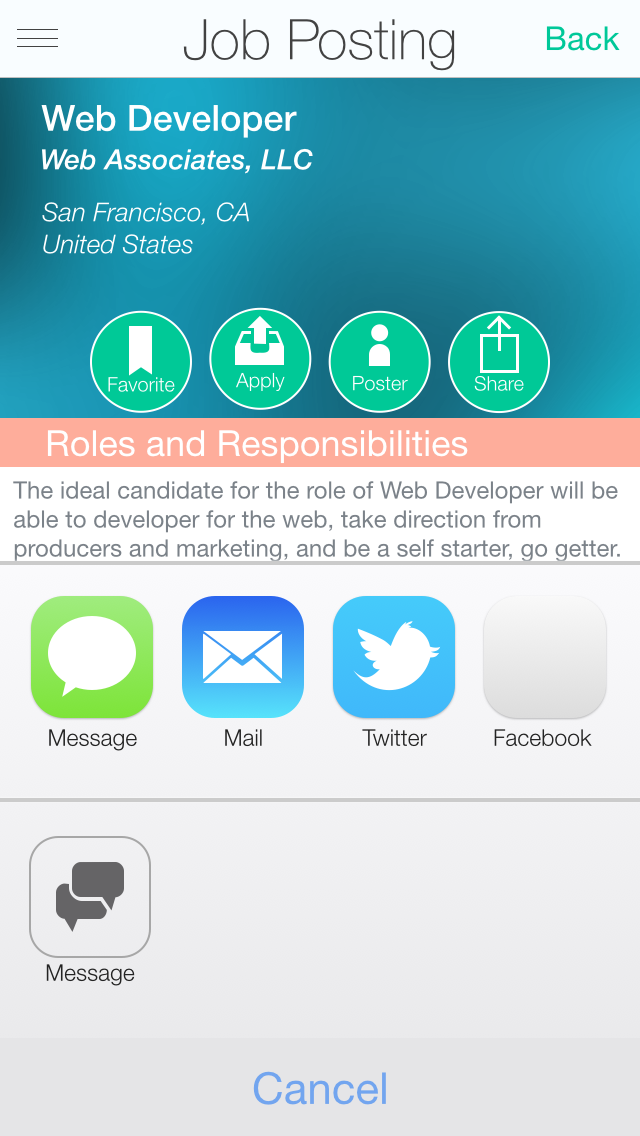 Job Posting
Back
Web Developer
Web Associates, LLC
San Francisco, CA
United States
Favorite
Apply
Poster
Share
Roles and Responsibilities
The ideal candidate for the role of Web Developer will be
able to developer for the web, take direction from
producers and marketing, and be a self starter, go getter.
Message
Mail
Twitter
Facebook
Message
Cancel